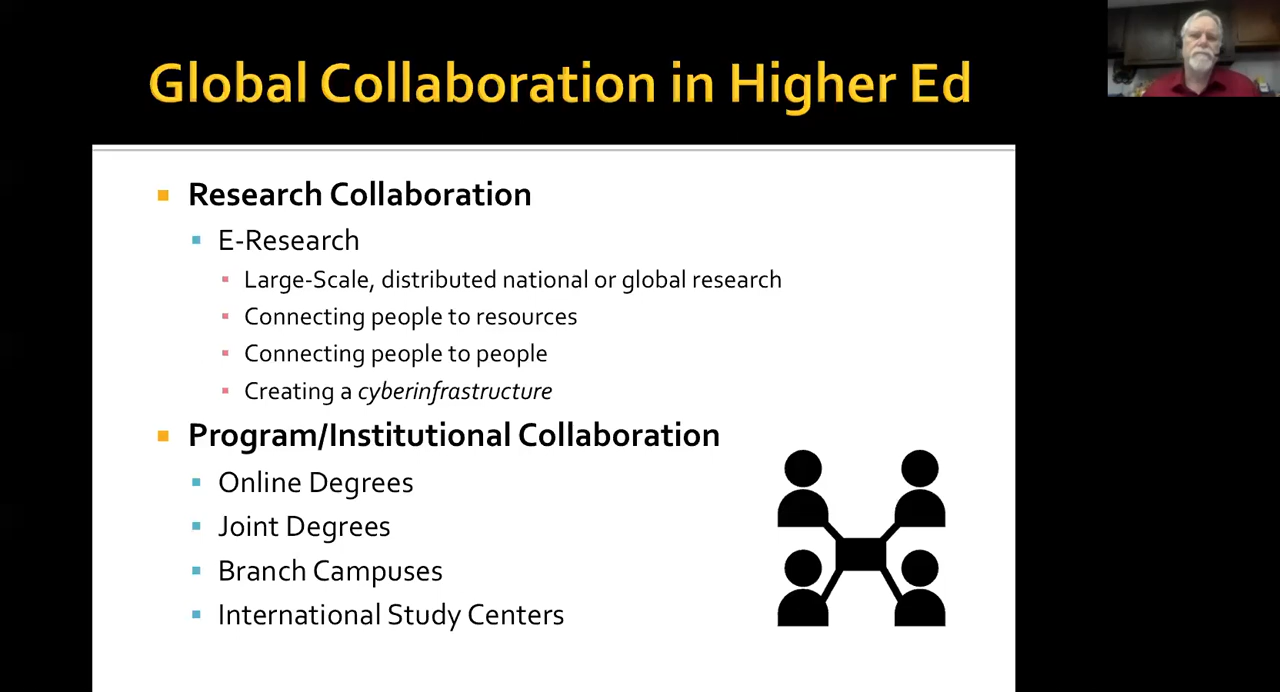 Global Collaboration in Higher Ed
Research Collaboration
E-Research
Large-Scale, distributed national or global research
Connecting people to resources
Connecting people to people
Creating a cyberinfrastructure
Program/Institutional Collaboration
Online Degrees
Joint Degrees
Branch Campuses
International Study Centers